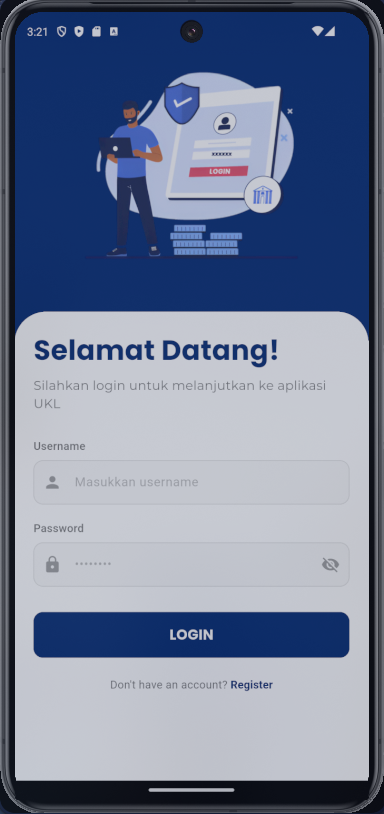 3:21
LOGIN
Selamat Datang!
Silahkan login untuk melanjutkan ke aplikasi
UKL
Username
Masukkan username
Password
LOGIN
Don't have an account? Register